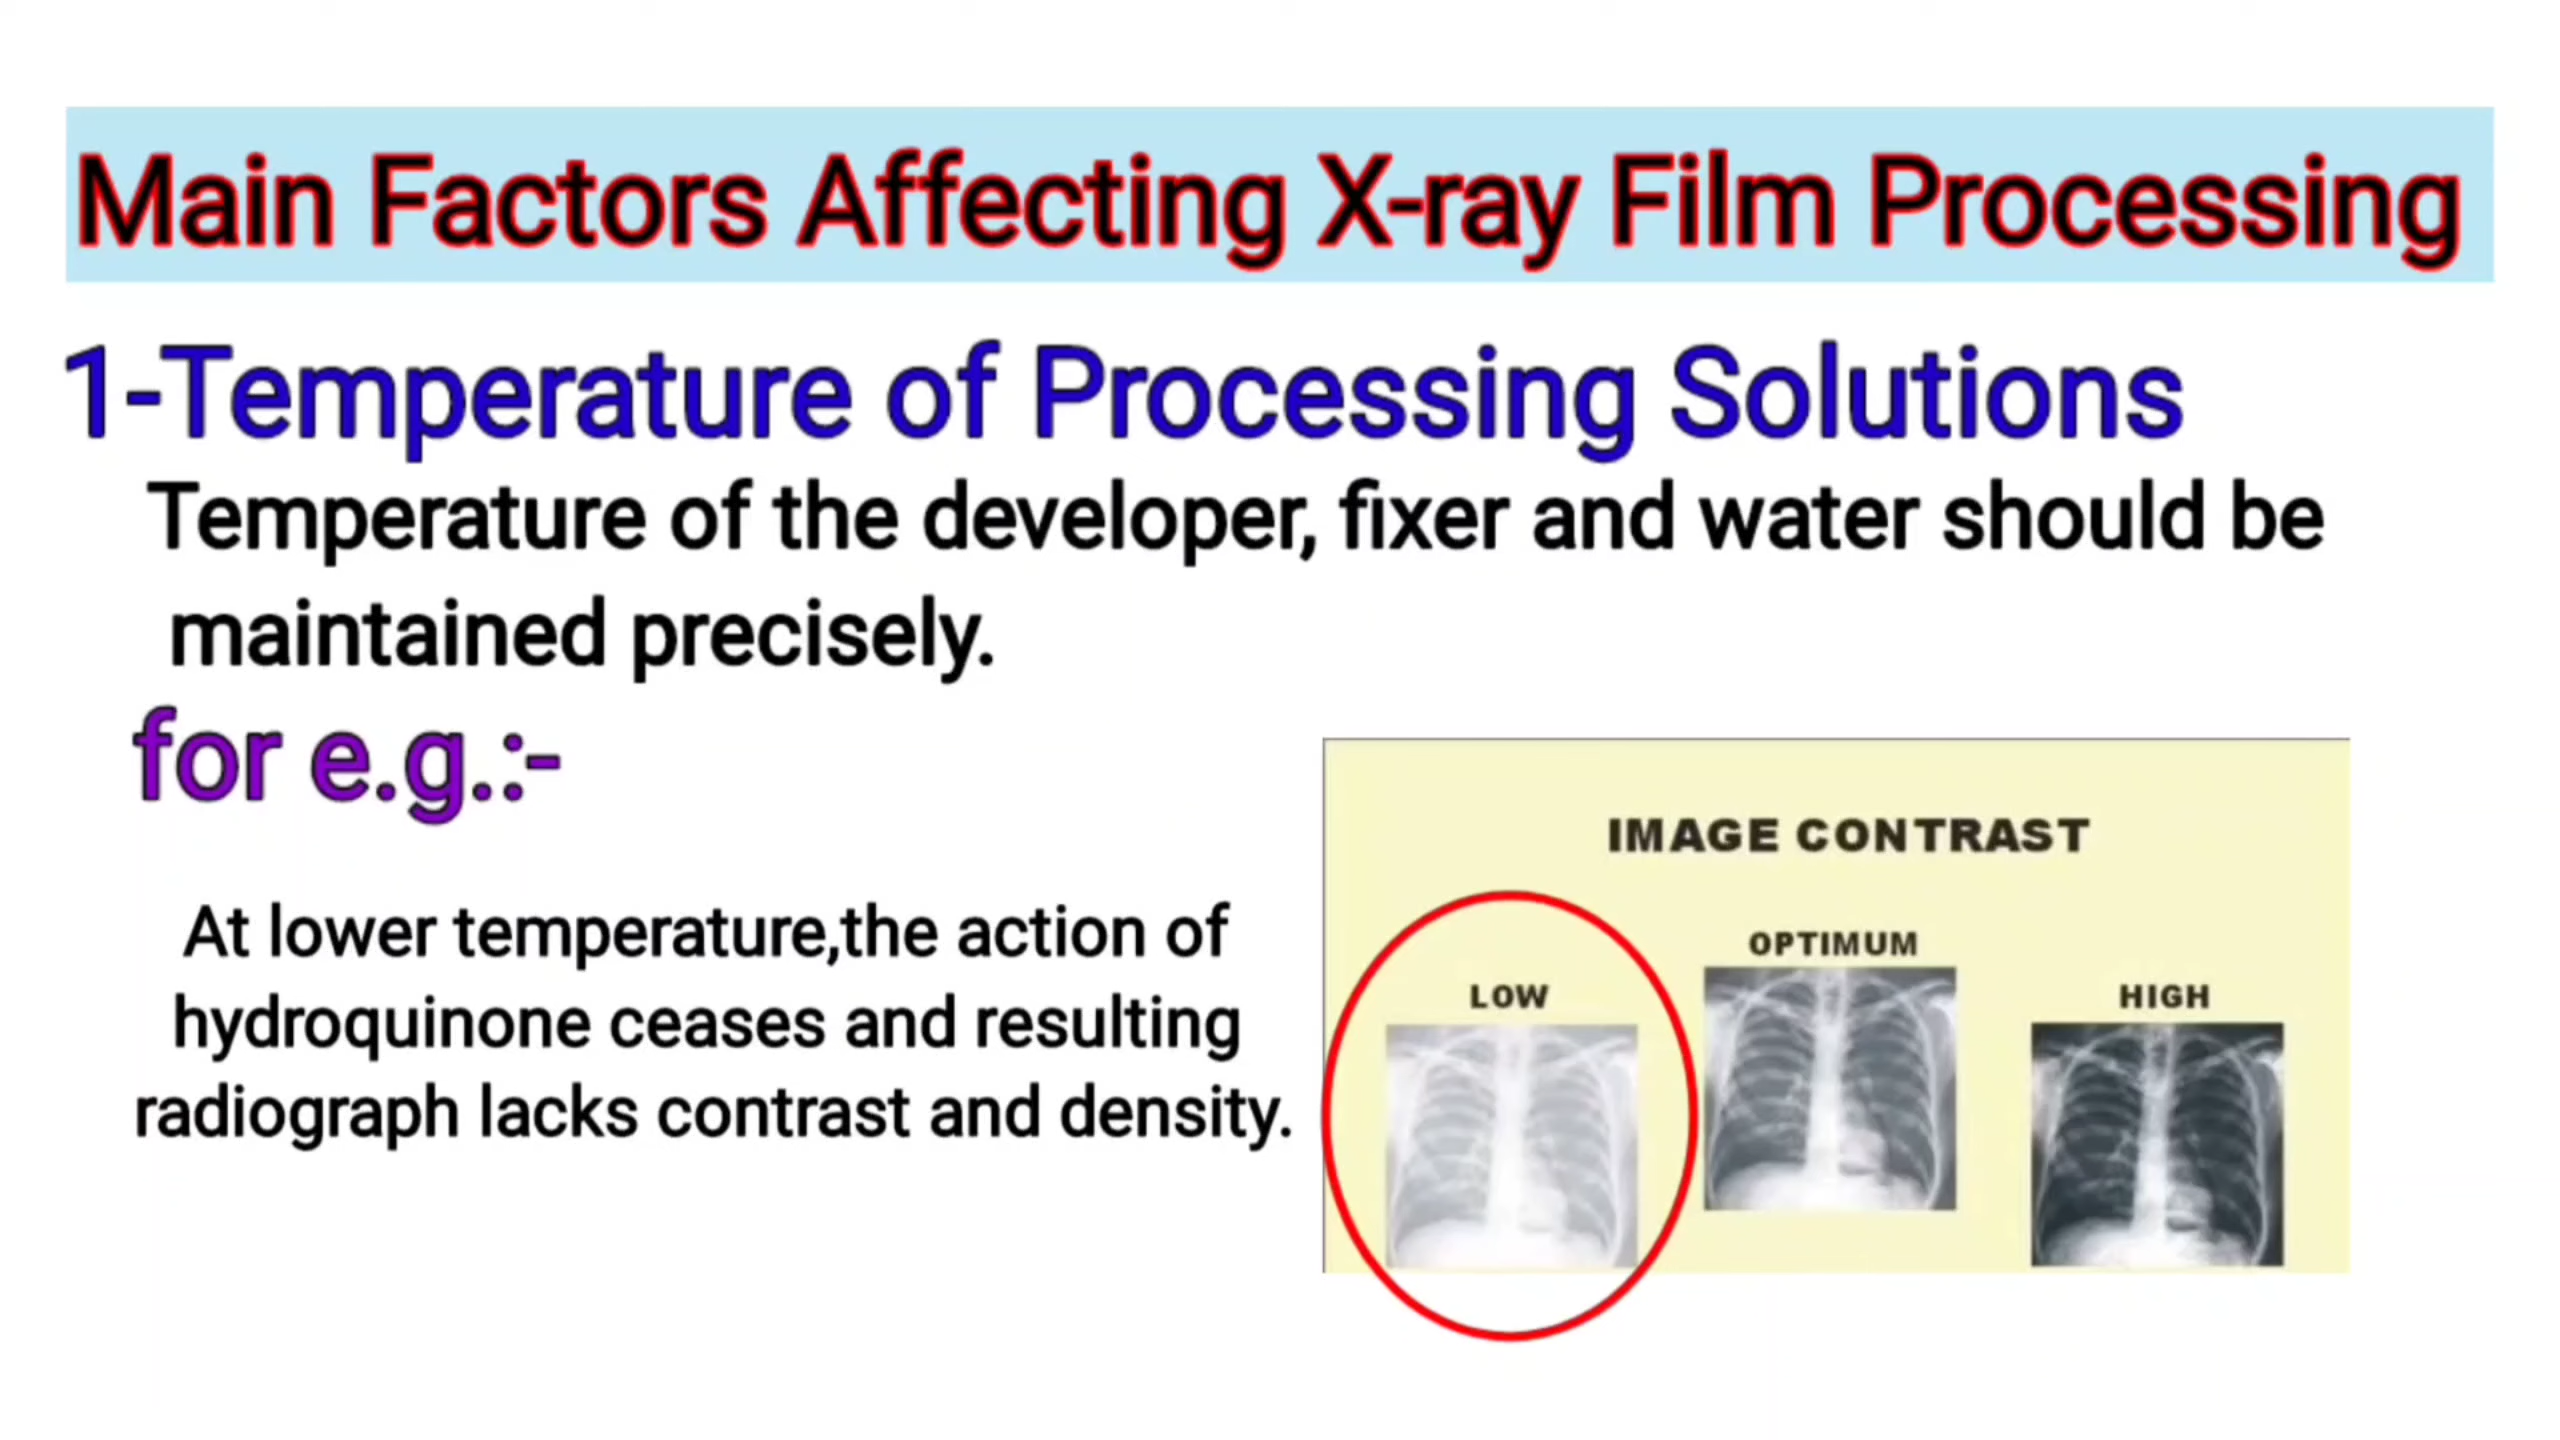 Main Factors Affecting X-ray Film Processing
1-Temperature of Processing Solutions
Temperature of the developer, fixer and water should be
maintained precisely.
for e.g.:-
At lower temperature,the action of
hydroquinone ceases and resulting
radiograph lacks contrast and density.
IMAGE CONTRAST
LOW
OPTIMUM
HIGH